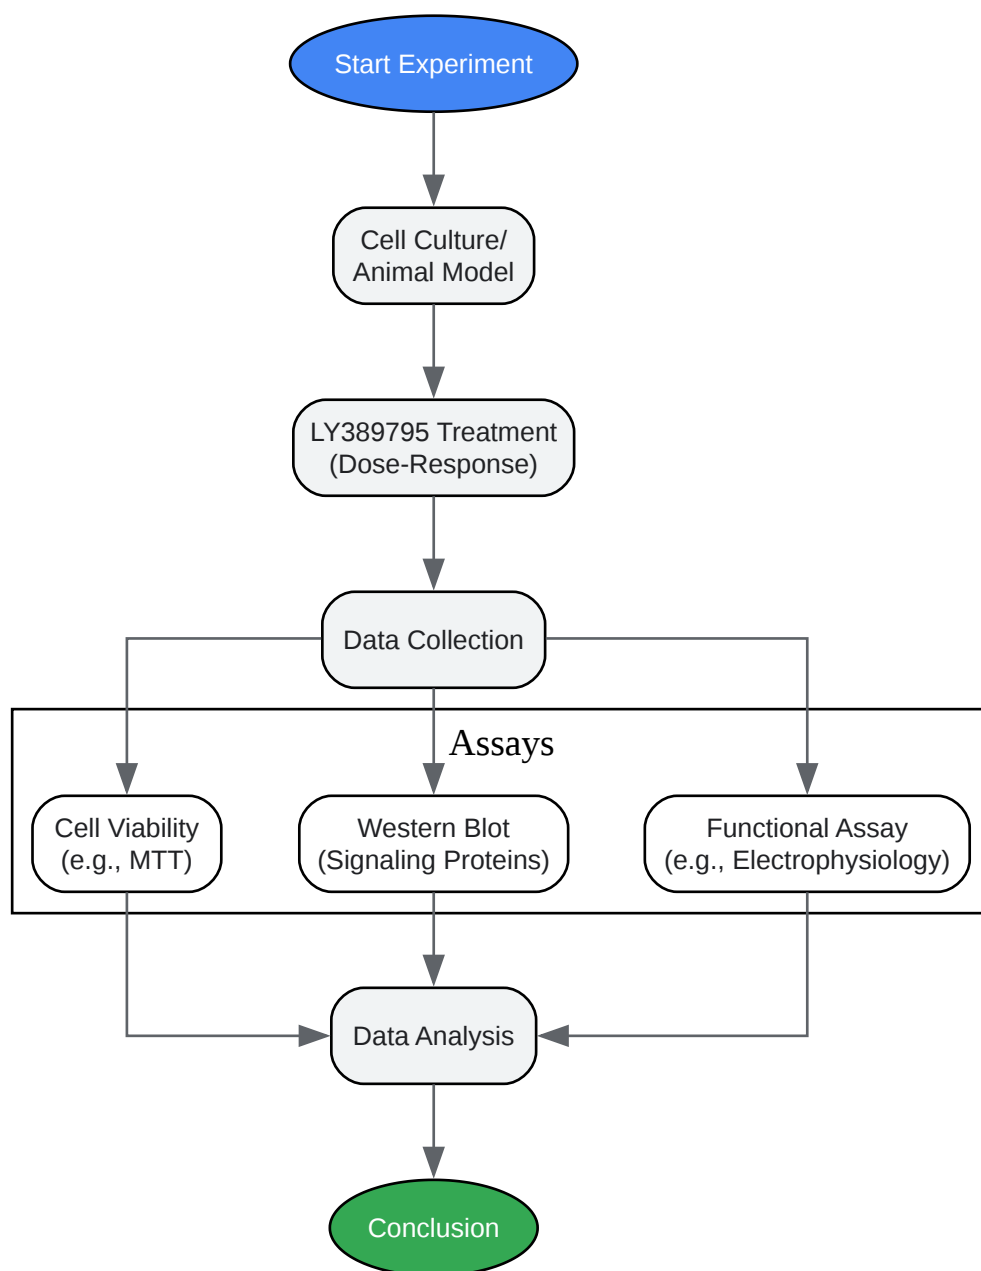 Start Experiment
Cell Culture/
Animal Model
LY389795 Treatment
(Dose-Response)
Data Collection
Assays
Cell Viability
(e.g., MTT)
Western Blot
(Signaling Proteins)
Functional Assay
(e.g., Electrophysiology)
Data Analysis
Conclusion